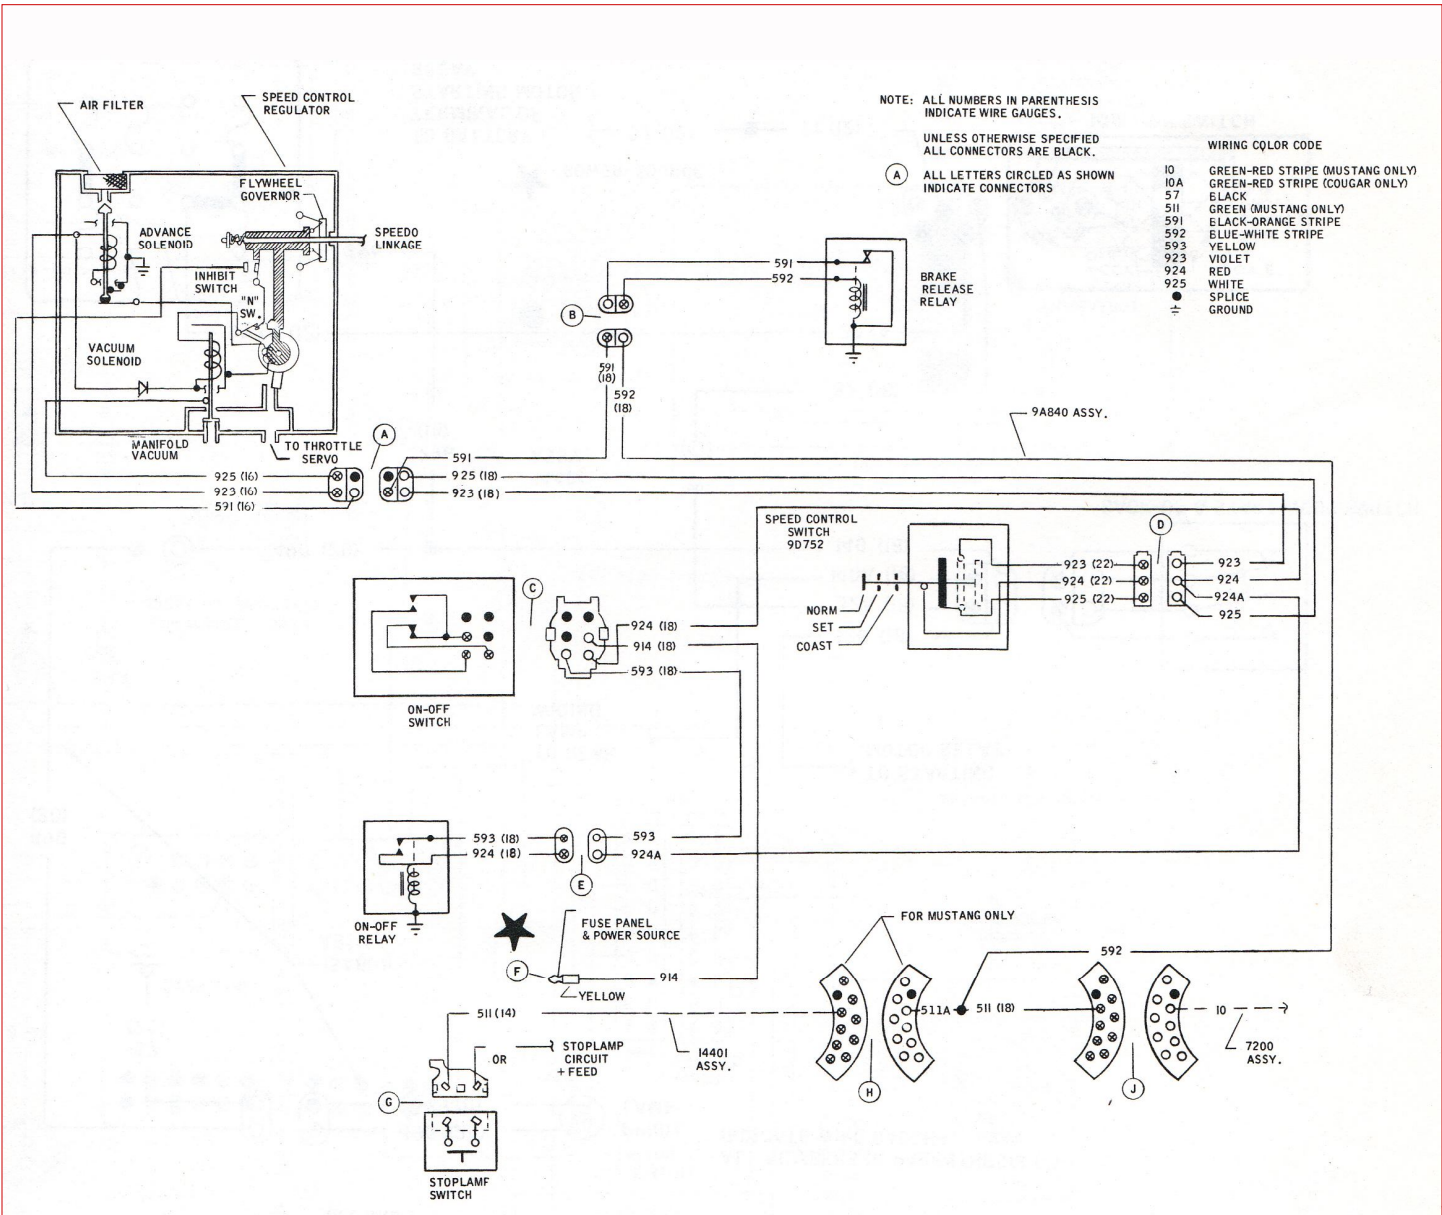 AIR FILTER
SPEED CONTROL
REGULATOR
FLYWHEEL
GOVERNOR
ADVANCE
SOLENOID
SPEEDO
LINKAGE
INHIBIT
SWITCH
"N"
SW.
VACUUM
SOLENOID
MANIFOLD
VACUUM
TO THROTTLE
SERVO
A
925 (16)
923 (16)
591 (16)
591
925 (18)
923 (18)
NOTE: ALL NUMBERS IN PARENTHESIS
INDICATE WIRE GAUGES.
UNLESS OTHERWISE SPECIFIED
ALL CONNECTORS ARE BLACK.
A ALL LETTERS CIRCLED AS SHOWN
INDICATE CONNECTORS
WIRING COLOR CODE
10 GREEN-RED STRIPE (MUSTANG ONLY)
10A GREEN-RED STRIPE (COUGAR ONLY)
57 BLACK
511 GREEN (MUSTANG ONLY)
591 BLACK-ORANGE STRIPE
592 BLUE-WHITE STRIPE
593 YELLOW
923 VIOLET
924 RED
925 WHITE
SPLICE
GROUND
591
592
BRAKE
RELEASE
RELAY
B
591
(18)
592
(18)
9A840 ASSY.
SPEED CONTROL
SWITCH
9D752
NORM
SET
COAST
923 (22)
924 (22)
925 (22)
D
923
924
924A
925
C
924 (18)
914 (18)
593 (18)
ON-OFF
SWITCH
593 (18)
924 (18)
593
924A
E
ON-OFF
RELAY
FUSE PANEL
& POWER SOURCE
F
914
YELLOW
FOR MUSTANG ONLY
592
511 (14)
511A
511 (18)
10
OR
STOPLAMP
CIRCUIT
+ FEED
14401
ASSY.
7200
ASSY.
H
J
G
STOPLAMP
SWITCH